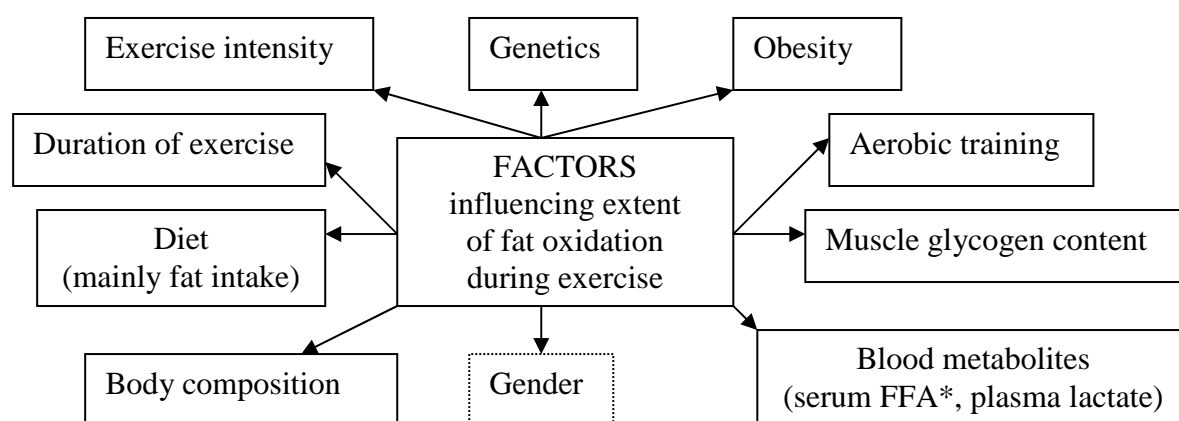 Exercise intensity
Genetics
Obesity
Duration of exercise
FACTORS
influencing extent
of fat oxidation
during exercise
Aerobic training
Diet
(mainly fat intake)
Muscle glycogen content
Body composition
Gender
Blood metabolites
(serum FFA*, plasma lactate)